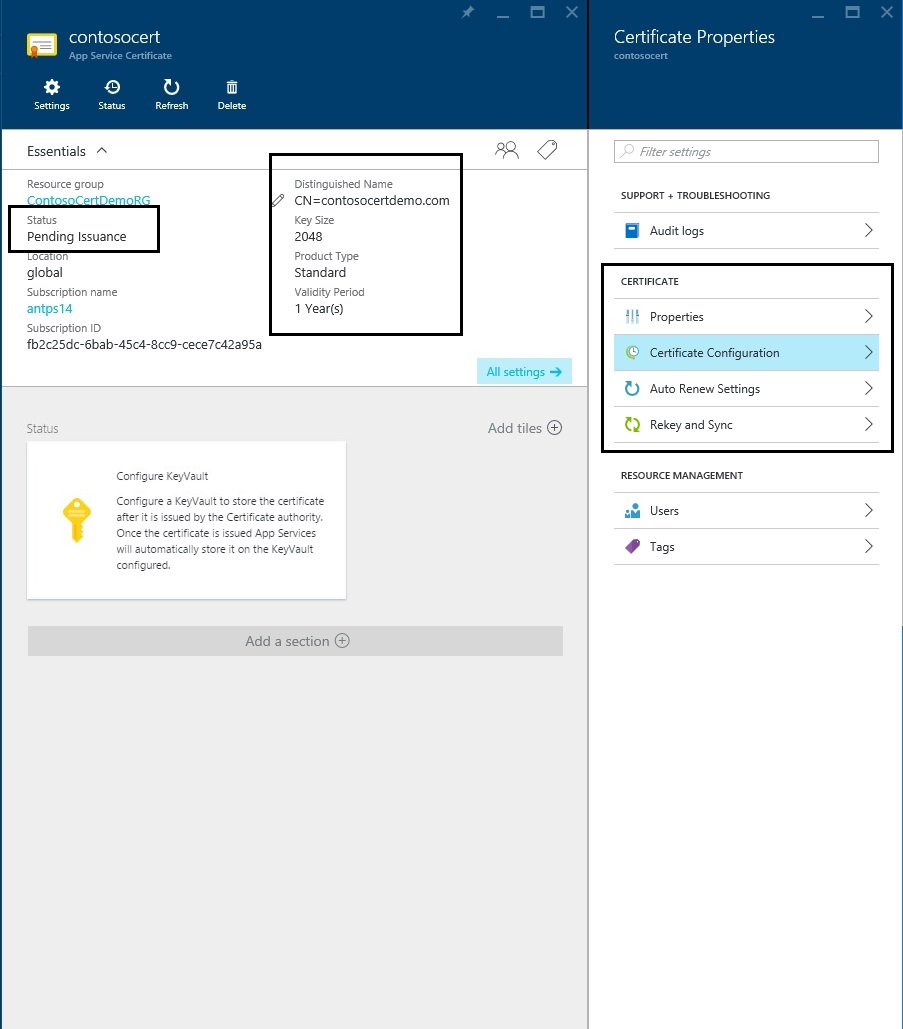 contosocert
App Service Certificate
Settings
Status
Refresh
Delete
Essentials
Resource group
ContosoCertDemoRG
Status
Pending Issuance
Location
global
Subscription name
antps14
Subscription ID
fb2c25dc-6bab-45c4-8cc9-cece7c42a95a
Distinguished Name
CN=contosocertdemo.com
Key Size
2048
Product Type
Standard
Validity Period
1 Year(s)
All settings
Status
Add tiles
Configure KeyVault
Configure a KeyVault to store the certificate
after it is issued by the Certificate authority.
Once the certificate is issued App Services
will automatically store it on the KeyVault
configured.
Add a section
Certificate Properties
contosocert
Filter settings
SUPPORT + TROUBLESHOOTING
Audit logs
CERTIFICATE
Properties
Certificate Configuration
Auto Renew Settings
Rekey and Sync
RESOURCE MANAGEMENT
Users
Tags